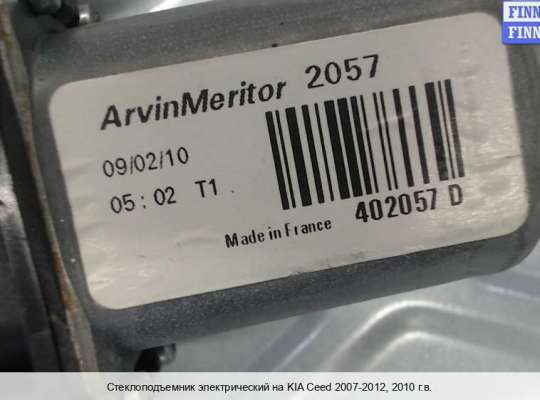 FINN
FINN
ArvinMeritor 2057
09/02/10
05:02 T1
402057 D
Made in France
Стеклоподъемник электрический на KIA Ceed 2007-2012, 2010 г.в.